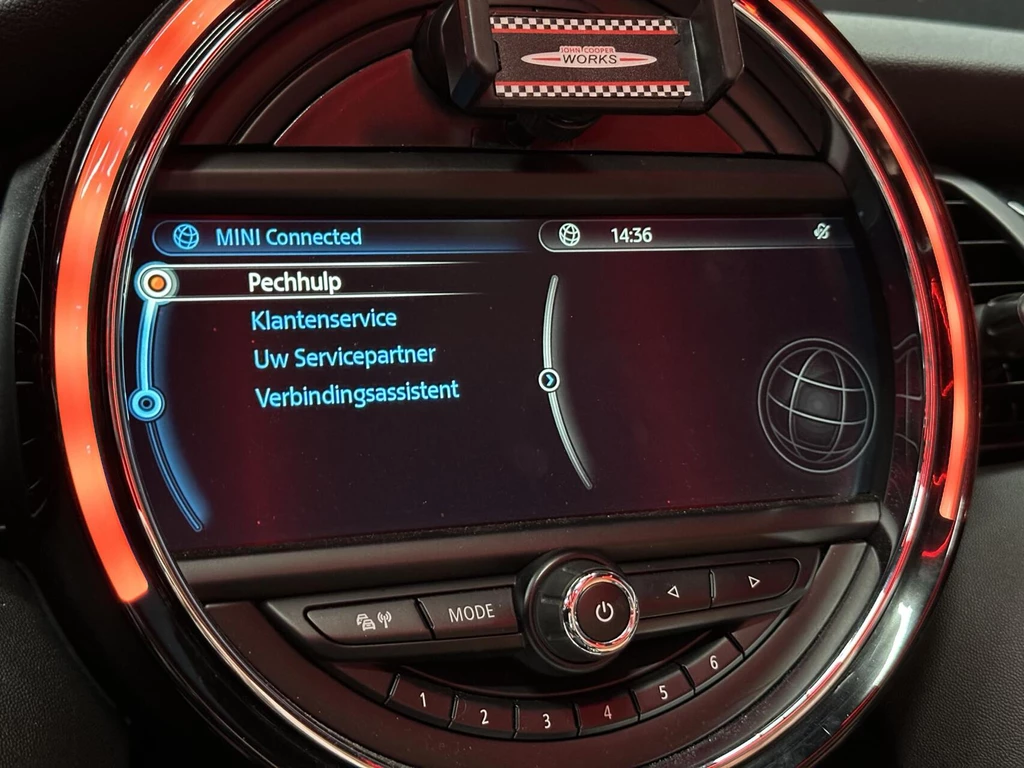 JOHN COOPER
WORKS
MINI Connected
14:36
Pechhulp
Klantenservice
Uw Servicepartner
Verbindingsassistent
MODE
1 2 3 4 5 6